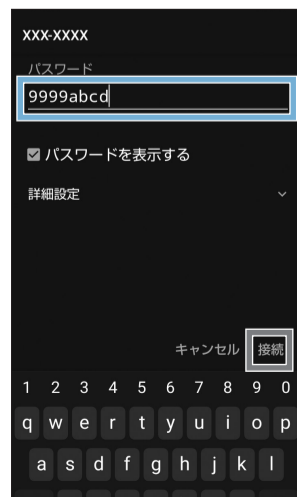 XXX-XXXX
パスワード
9999abcd
パスワードを表示する
詳細設定
キャンセル 接続
1 2 3 4 5 6 7 8 9 0
q w e r t y u i o p
a s d f g h j k l